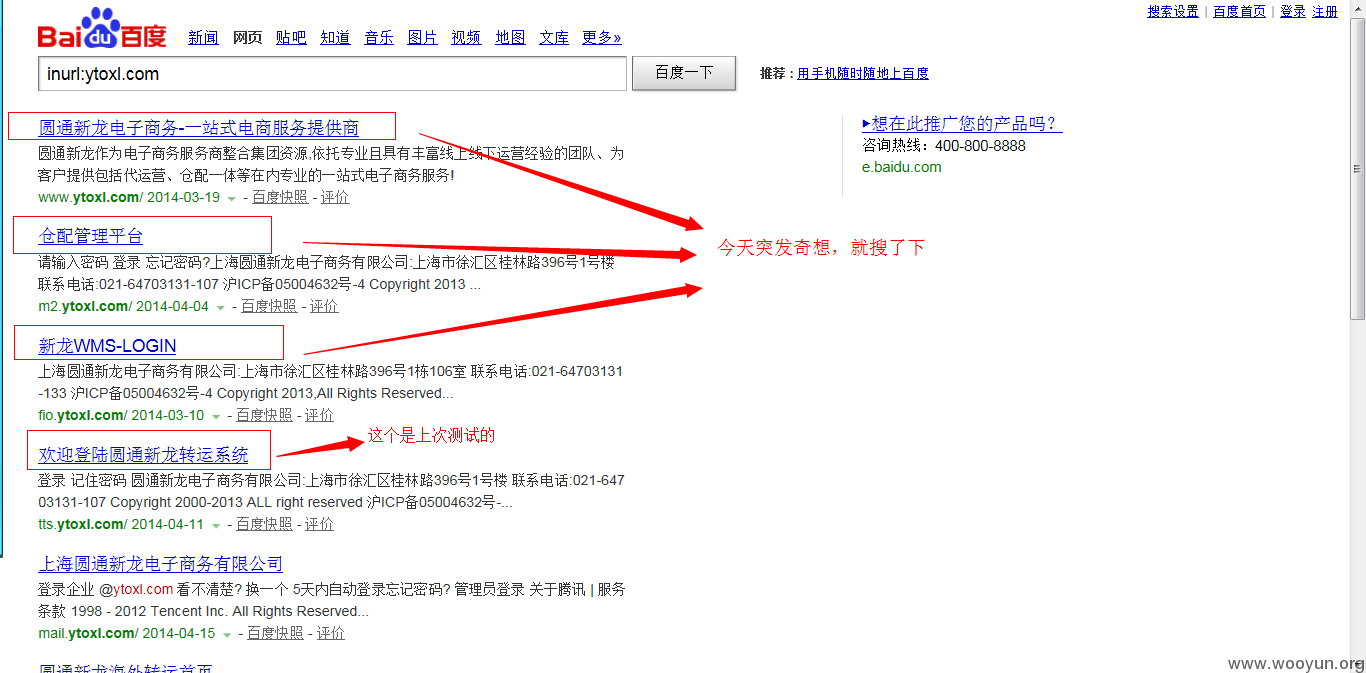 搜索设置 | 百度首页 | 登录 注册
Bai du 百度 新闻 网页 贴吧 知道 音乐 图片 视频 地图 文库 更多»
inurl:ytoxl.com 百度一下 推荐 : 用手机随时随地上百度
圆通新龙电子商务-一站式电商服务提供商
圆通新龙作为电子商务服务商整合集团资源,依托专业且具有丰富线上线下运营经验的团队、为
客户提供包括代运营、仓配一体等在内专业的一站式电子商务服务!
www.ytoxl.com/ 2014-03-19 - 百度快照 - 评价
▸想在此推广您的产品吗?
咨询热线：400-800-8888
e.baidu.com
仓配管理平台
请输入密码 登录 忘记密码?上海圆通新龙电子商务有限公司:上海市徐汇区桂林路396号1号楼
联系电话:021-64703131-107 沪ICP备05004632号-4 Copyright 2013 ...
m2.ytoxl.com/ 2014-04-04 - 百度快照 - 评价
今天突发奇想，就搜了下
新龙WMS-LOGIN
上海圆通新龙电子商务有限公司:上海市徐汇区桂林路396号1栋106室 联系电话:021-64703131
-133 沪ICP备05004632号-4 Copyright 2013,All Rights Reserved...
fio.ytoxl.com/ 2014-03-10 - 百度快照 - 评价
这个是上次测试的
欢迎登陆圆通新龙转运系统
登录 记住密码 圆通新龙电子商务有限公司:上海市徐汇区桂林路396号1号楼 联系电话:021-647
03131-107 Copyright 2000-2013 ALL right reserved 沪ICP备05004632号-...
tts.ytoxl.com/ 2014-04-11 - 百度快照 - 评价
上海圆通新龙电子商务有限公司
登录企业 @ytoxl.com 看不清楚? 换一个 5天内自动登录忘记密码? 管理员登录 关于腾讯 | 服务
条款 1998 - 2012 Tencent Inc. All Rights Reserved...
mail.ytoxl.com/ 2014-04-15 - 百度快照 - 评价
圆通新龙海外转运首页
www.wooyun.org